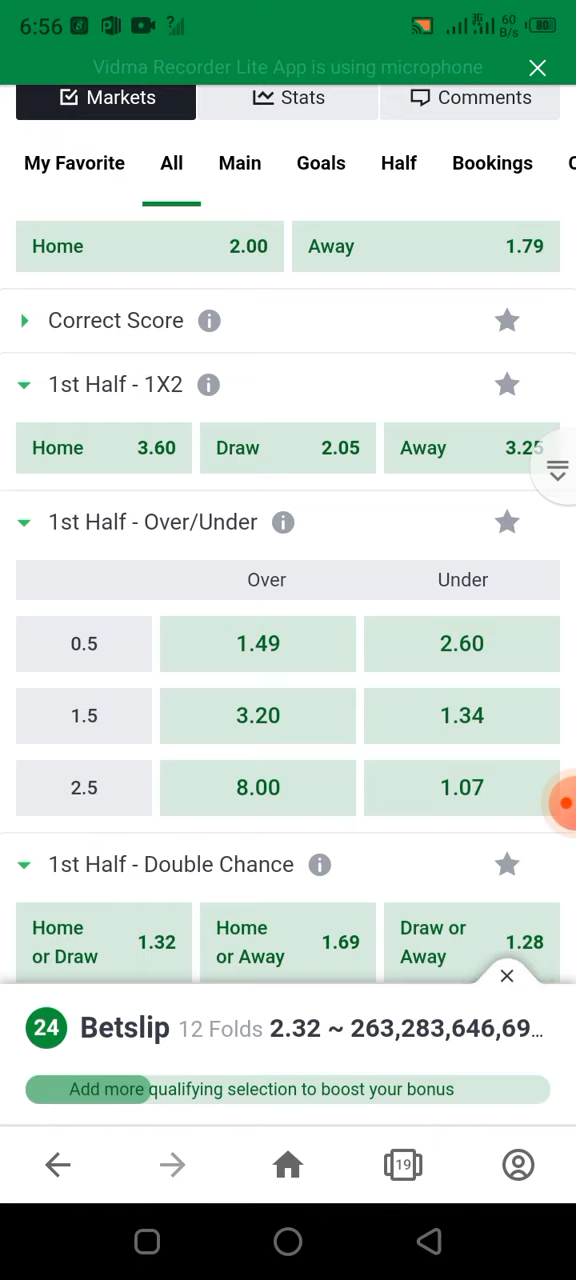 6:56 3G 60 B/s 80
Vidma Recorder Lite App is using microphone
Markets Stats Comments
My Favorite All Main Goals Half Bookings
Home 2.00 Away 1.79
Correct Score
1st Half - 1X2
Home 3.60 Draw 2.05 Away 3.25
1st Half - Over/Under
Over Under
0.5 1.49 2.60
1.5 3.20 1.34
2.5 8.00 1.07
1st Half - Double Chance
Home or Draw 1.32 Home or Away 1.69 Draw or Away 1.28
24 Betslip 12 Folds 2.32 ~ 263,283,646,69...
Add more qualifying selection to boost your bonus
19